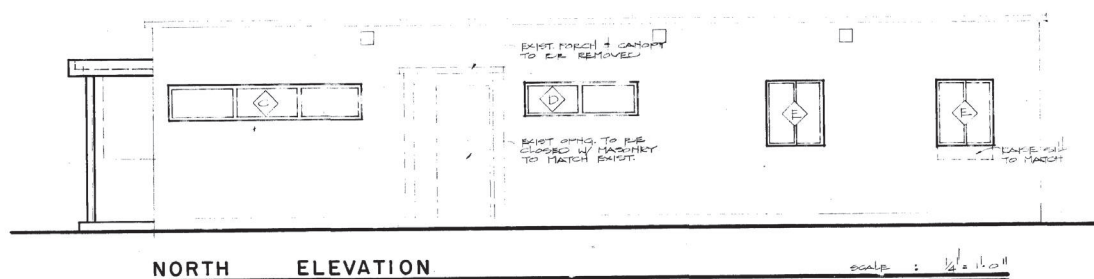 EXIST. PORCH & CANOPY
TO BE REMOVED
C
D
E
E
EXIST OPNG. TO BE
CLOSED W/ MASONRY
TO MATCH EXIST.
RAISE SILL
TO MATCH
NORTH ELEVATION
SCALE : 1/4" = 1'-0"